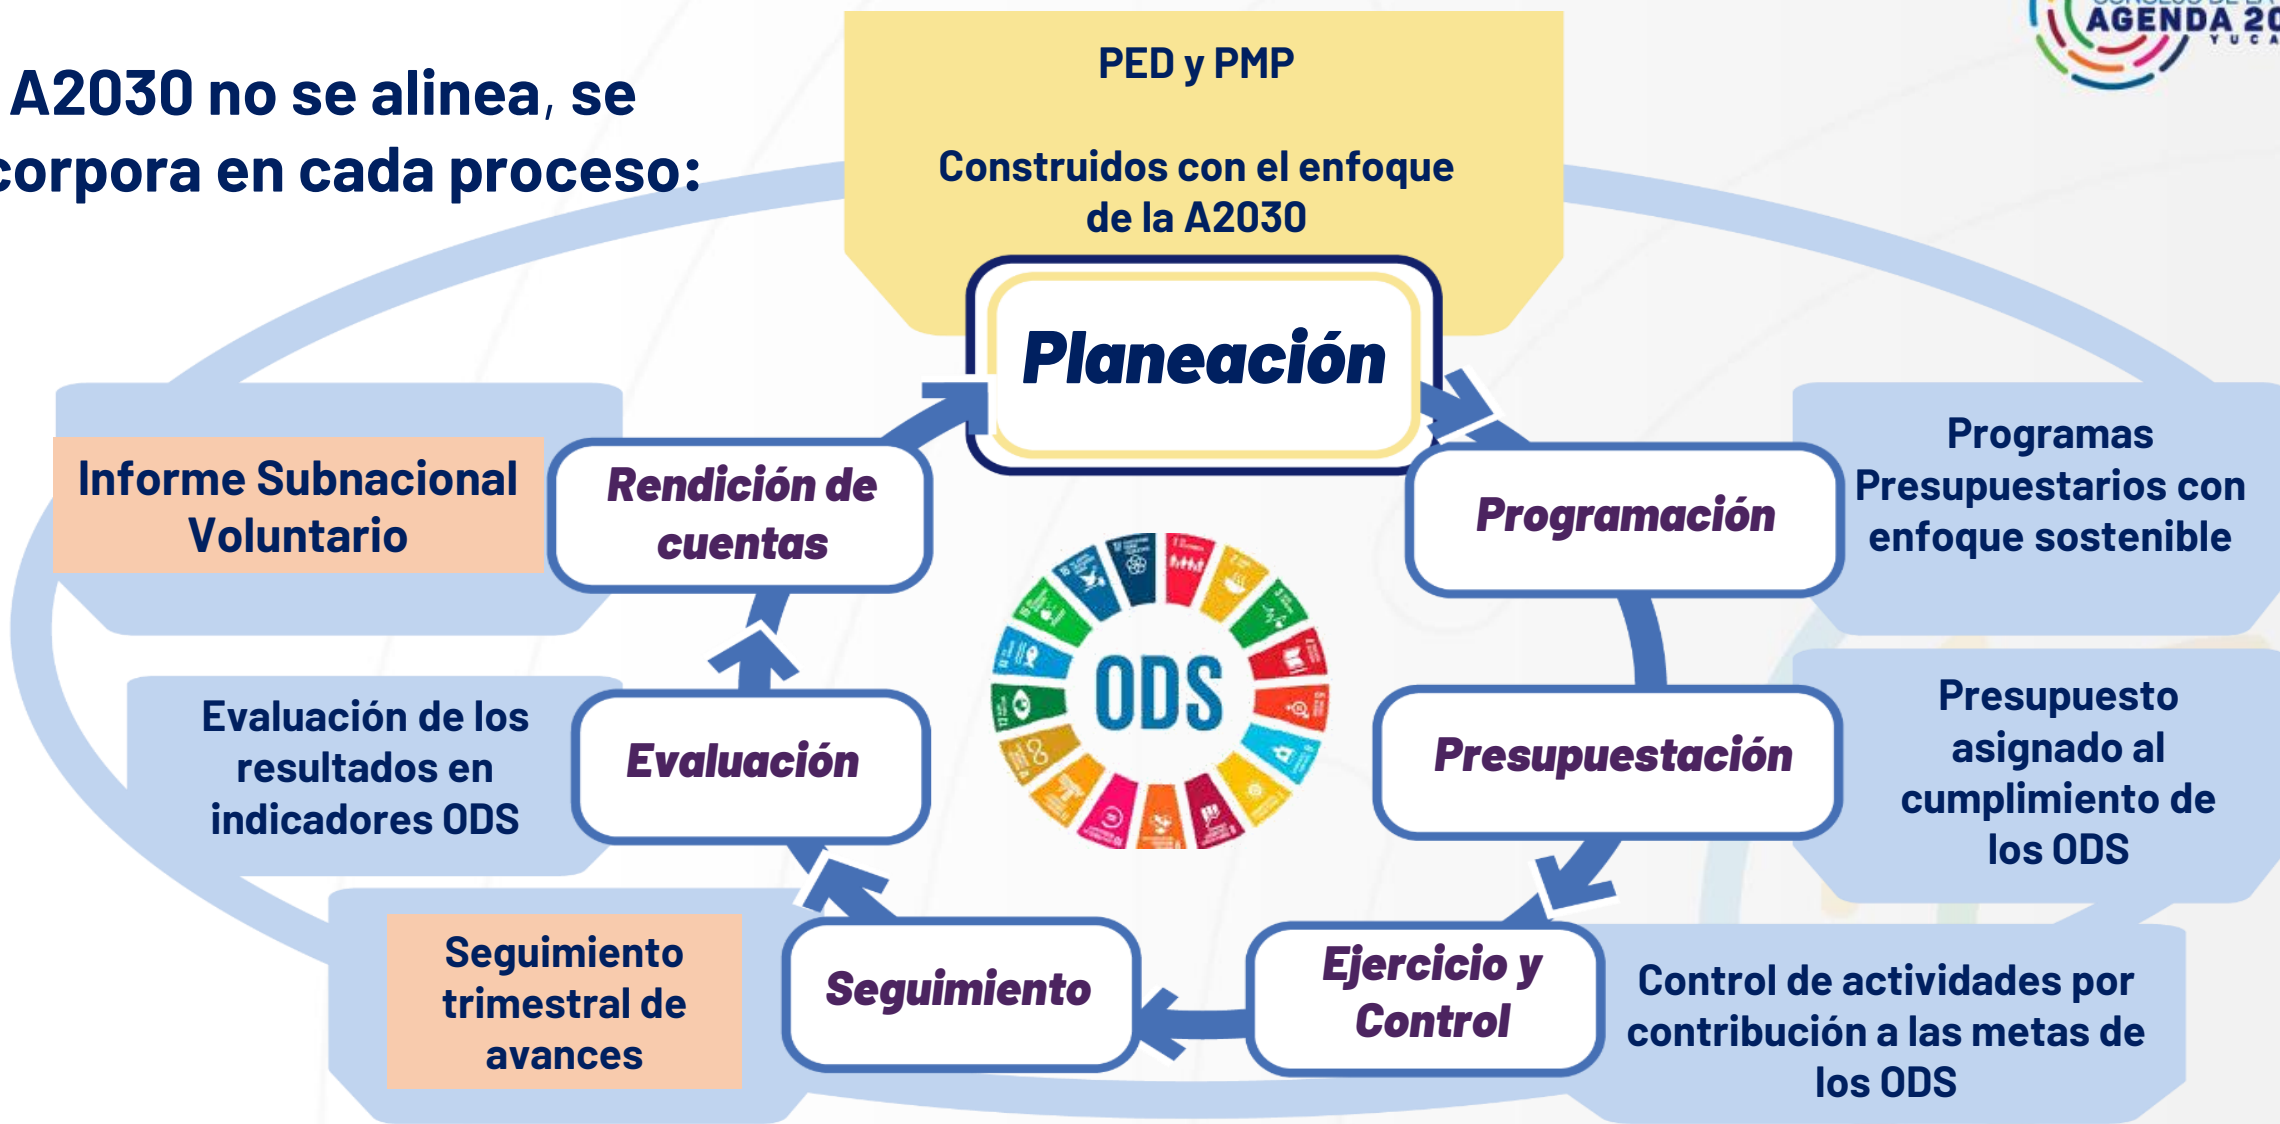 A2030 no se alinea, se
corpora en cada proceso:
AGENDA 20
YUCA
PED y PMP
Construidos con el enfoque
de la A2030
Planeación
Programas
Presupuestarios con
enfoque sostenible
Programación
Presupuesto
asignado al
cumplimiento de
los ODS
Presupuestación
Control de actividades por
contribución a las metas de
los ODS
Ejercicio y
Control
Seguimiento
Seguimiento
trimestral de
avances
Evaluación
Evaluación de los
resultados en
indicadores ODS
Rendición de
cuentas
Informe Subnacional
Voluntario
ODS